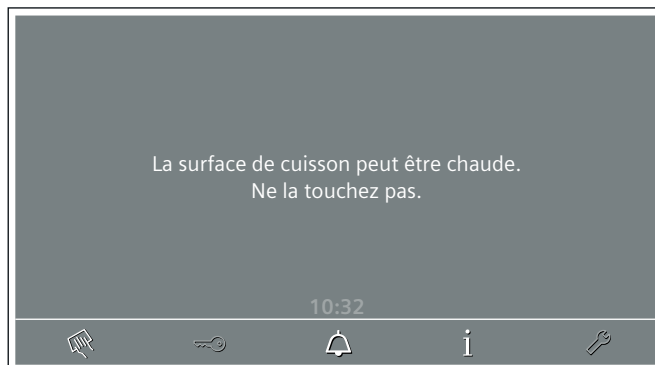 La surface de cuisson peut être chaude.
Ne la touchez pas.
10:32
i